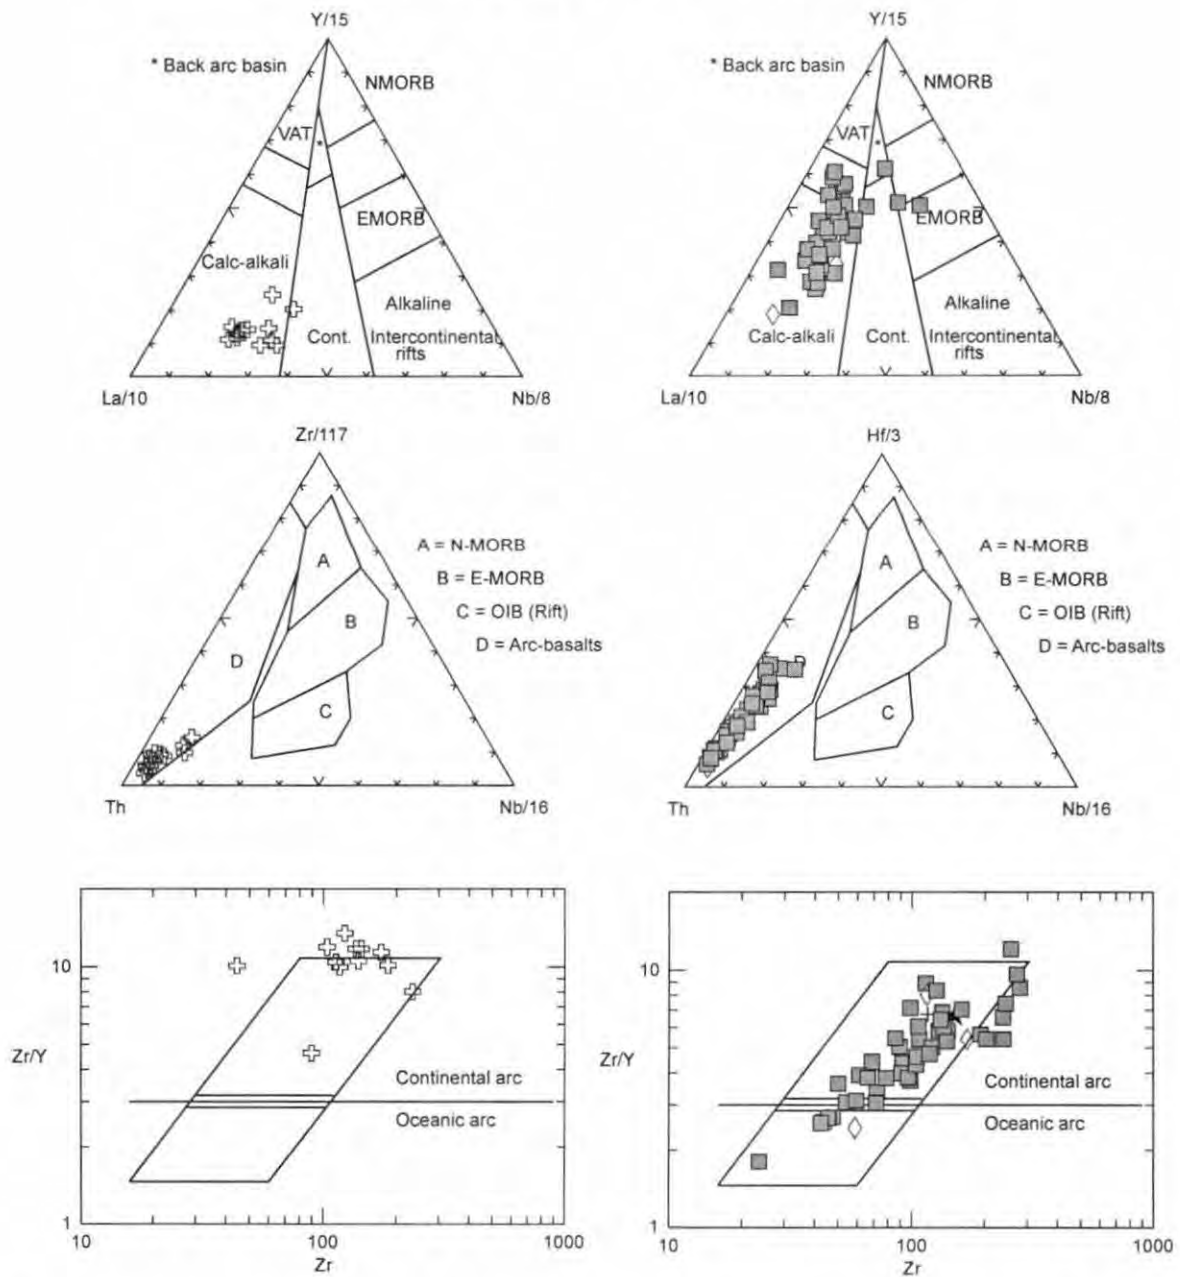 Y/15
* Back arc basin
NMORB
VAT
*
EMORB
Calc-alkali
Alkaline
Cont.
Intercontinental
rifts
La/10
Nb/8
Y/15
* Back arc basin
NMORB
VAT
*
EMORB
Alkaline
Calc-alkali
Cont.
Intercontinental
rifts
La/10
Nb/8
Zr/117
A = N-MORB
B = E-MORB
C = OIB (Rift)
D = Arc-basalts
A
B
D
C
Th
Nb/16
Hf/3
A = N-MORB
B = E-MORB
C = OIB (Rift)
D = Arc-basalts
A
B
D
C
Th
Nb/16
10
Zr/Y
Continental arc
Oceanic arc
1
10
100
1000
Zr
10
Zr/Y
Continental arc
Oceanic arc
1
10
100
1000
Zr